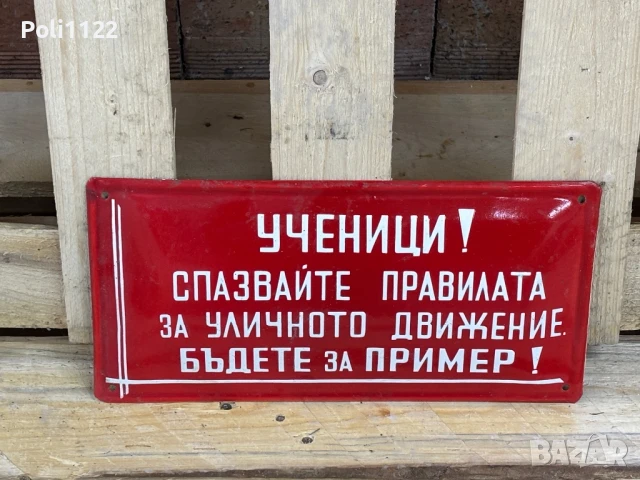 Poli1122
УЧЕНИЦИ!
СПАЗВАЙТЕ ПРАВИЛАТА
ЗА УЛИЧНОТО ДВИЖЕНИЕ.
БЪДЕТЕ ЗА ПРИМЕР!
BAZAR